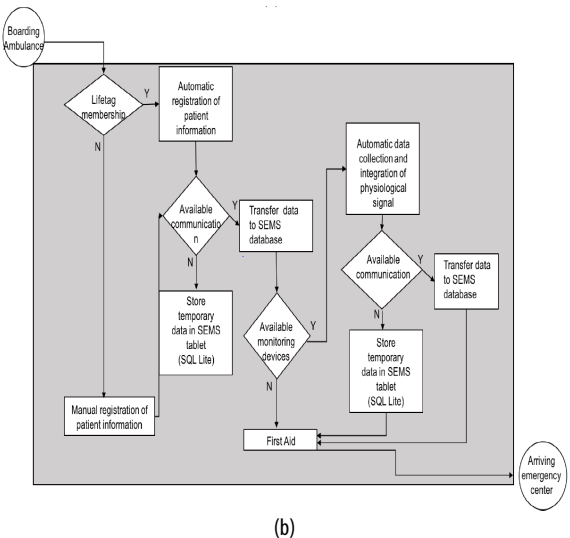 Boarding
Ambulance
Lifetag
membership
Y
N
Automatic
registration of
patient
information
Available
communicatio
n
Y
N
Transfer data
to SEMS
database
Store
temporary
data in SEMS
tablet
(SQL Lite)
Manual registration of
patient information
Available
monitoring
devices
Y
N
Automatic data
collection and
integration of
physiological
signal
Available
communication
Y
N
Transfer data
to SEMS
database
Store
temporary
data in SEMS
tablet
(SQL Lite)
First Aid
Arriving
emergency
center
(b)